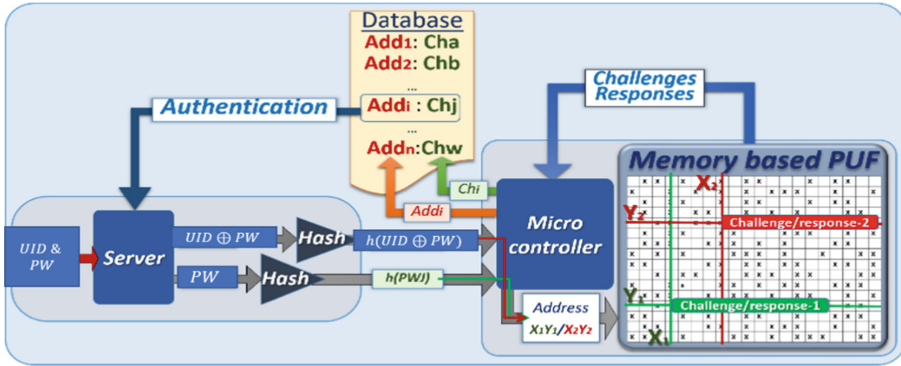 Database
Add1: Cha
Add2: Chb
...
Addi : Chj
...
Addn:Chw
Authentication
Challenges
Responses
Memory based PUF
X2
Y2
Challenge/response-2
Y1
Challenge/response-1
X1
Chi
Addi
Micro
controller
UID &
PW
Server
UID ⊕ PW
Hash
h(UID ⊕ PW)
PW
Hash
h(PWJ)
Address
X1Y1/X2Y2